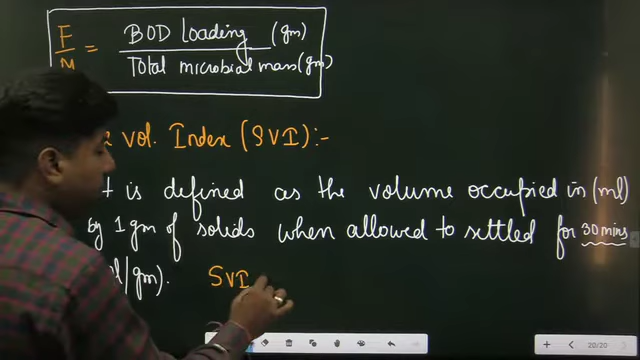 F/M = BOD Loading (gm) / Total microbial mass (gm)
vol. Index (SVI) :-
is defined as the volume occupied in (ml)
by 1 gm of solids when allowed to settled for 30 mins
/gm). SVI
20/20